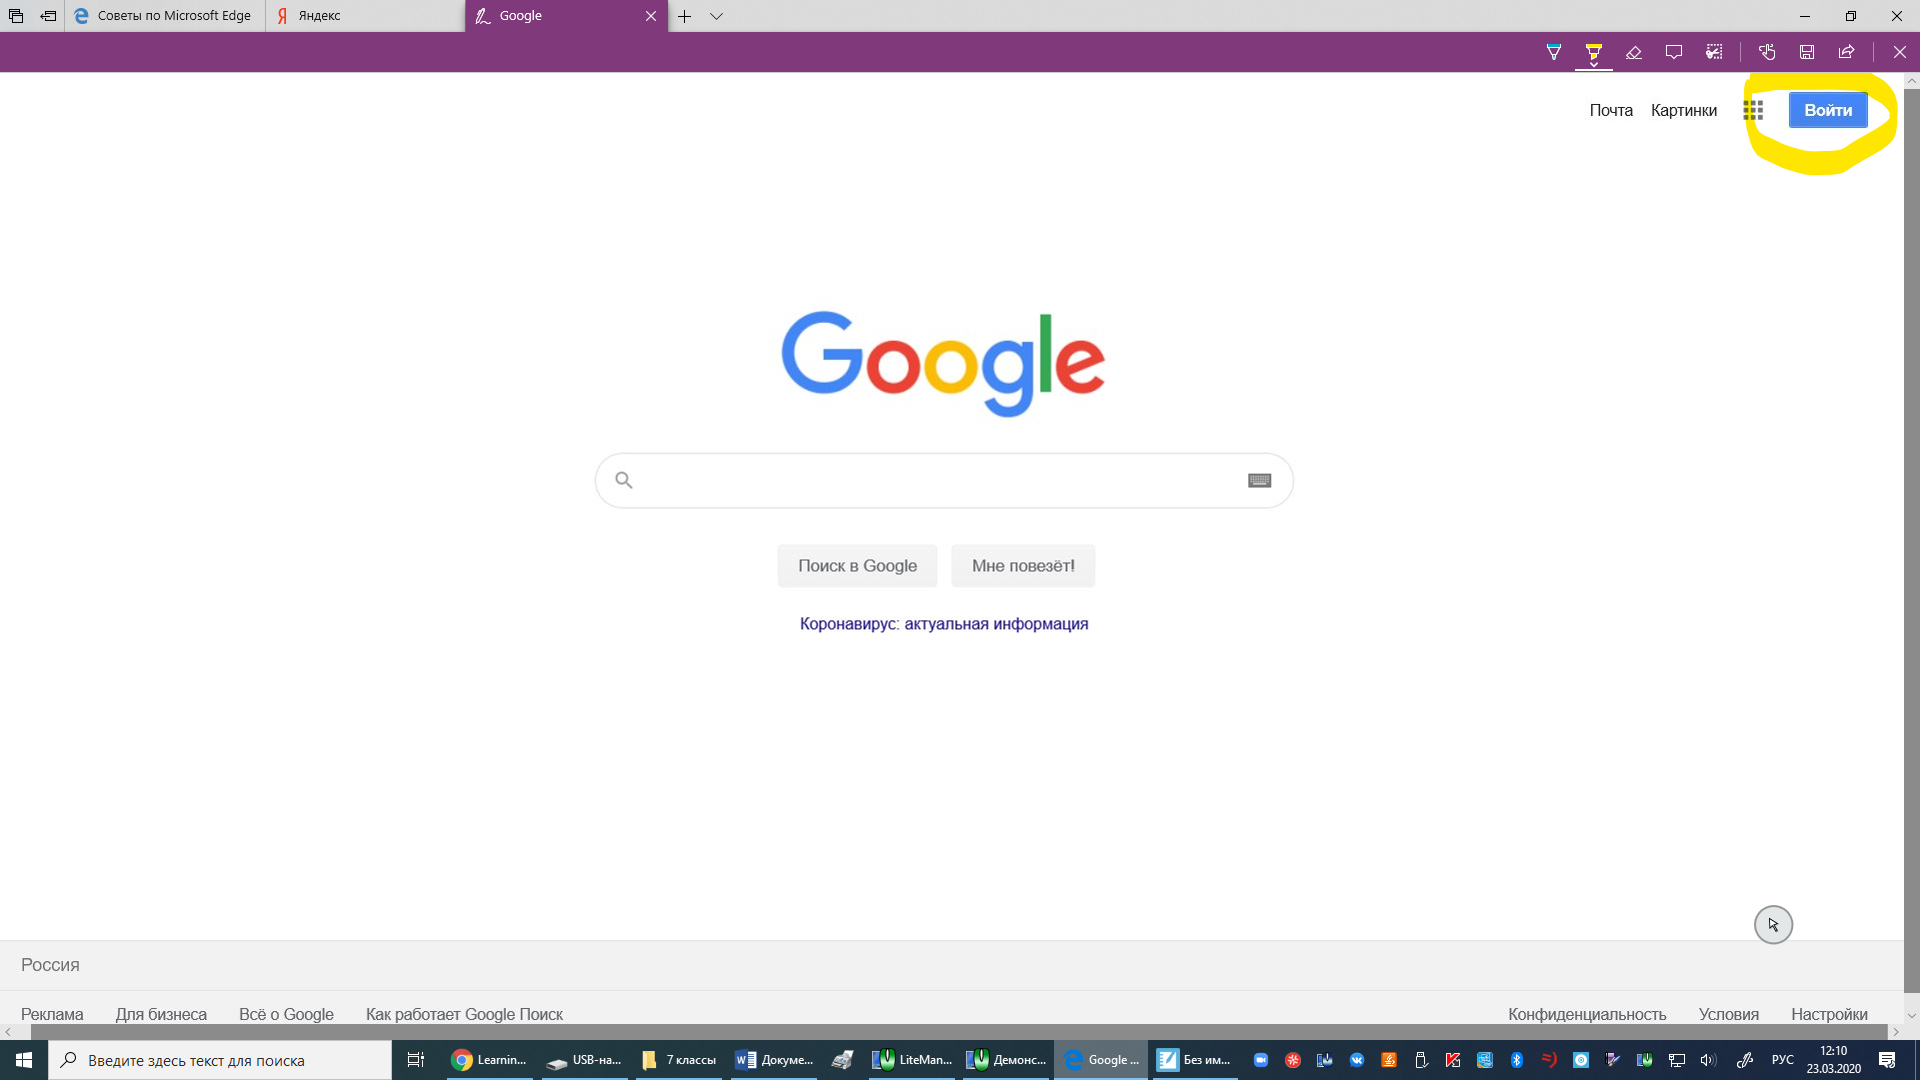 Советы по Microsoft Edge
Яндекс
Google
Почта
Картинки
Войти
Google
Поиск в Google
Мне повезёт!
Коронавирус: актуальная информация
Россия
Реклама
Для бизнеса
Всё о Google
Как работает Google Поиск
Конфиденциальность
Условия
Настройки
Введите здесь текст для поиска
Learnin...
USB-на...
7 классы
Докуме...
LiteMan...
Демонс...
Google ...
Без им...
РУС
12:10
23.03.2020